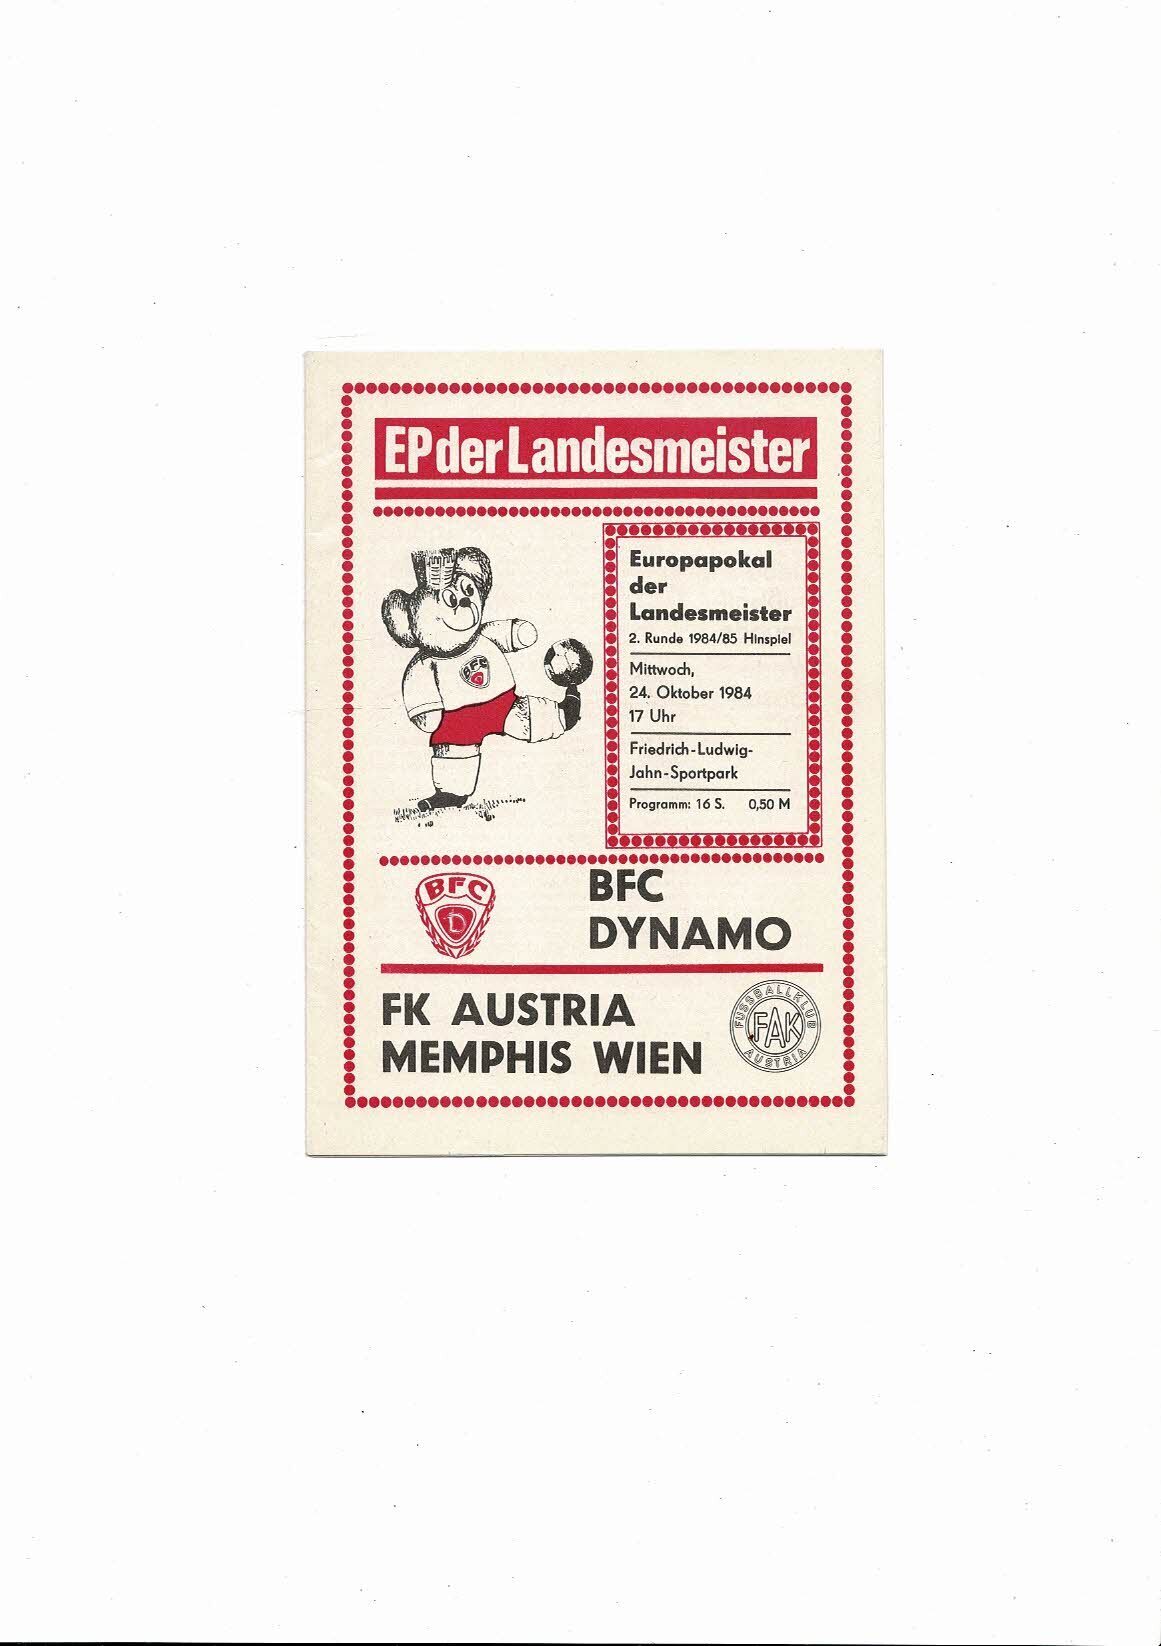 EP der Landesmeister
Europapokal
der
Landesmeister
2. Runde 1984/85 Hinspiel
Mittwoch,
24. Oktober 1984
17 Uhr
Friedrich-Ludwig-
Jahn-Sportpark
Programm: 16 S. 0,50 M
BFC
BFC
D
BFC
DYNAMO
FK AUSTRIA
MEMPHIS WIEN
FUSSBALLKLUB
FAK
AUSTRIA